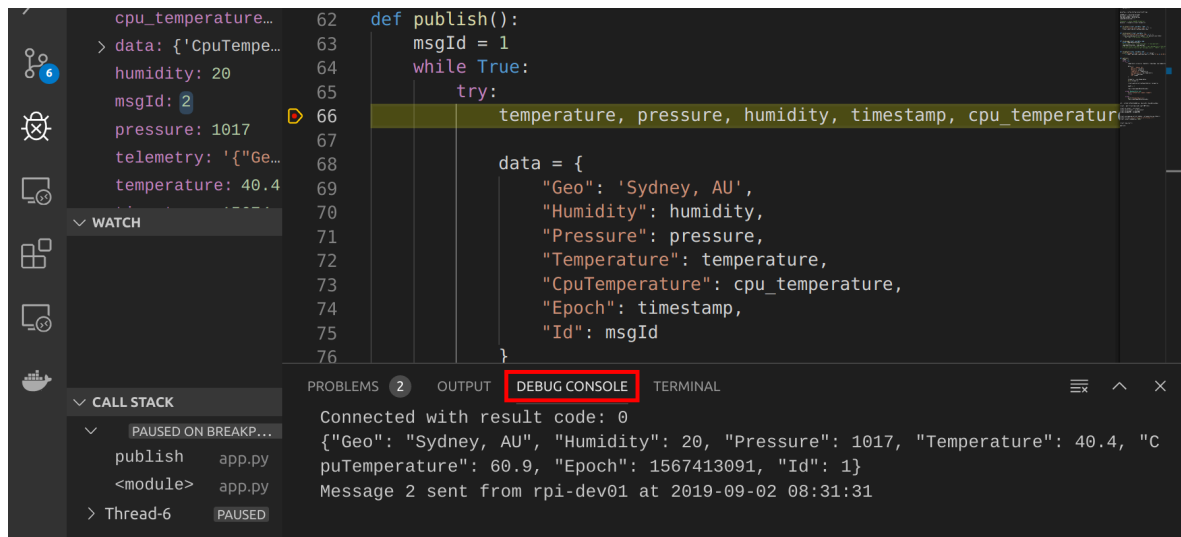 cpu_temperature…
data: {'CpuTempe…
humidity: 20
msgId: 2
pressure: 1017
telemetry: '{"Ge…
temperature: 40.4
WATCH
CALL STACK
PAUSED ON BREAKP…
publish app.py
<module> app.py
Thread-6 PAUSED
6
62 def publish():
63 msgId = 1
64 while True:
65 try:
66 temperature, pressure, humidity, timestamp, cpu_temperatur
67
68 data = {
69 "Geo": 'Sydney, AU',
70 "Humidity": humidity,
71 "Pressure": pressure,
72 "Temperature": temperature,
73 "CpuTemperature": cpu_temperature,
74 "Epoch": timestamp,
75 "Id": msgId
76 }
PROBLEMS 2 OUTPUT DEBUG CONSOLE TERMINAL
Connected with result code: 0
{"Geo": "Sydney, AU", "Humidity": 20, "Pressure": 1017, "Temperature": 40.4, "C
puTemperature": 60.9, "Epoch": 1567413091, "Id": 1}
Message 2 sent from rpi-dev01 at 2019-09-02 08:31:31